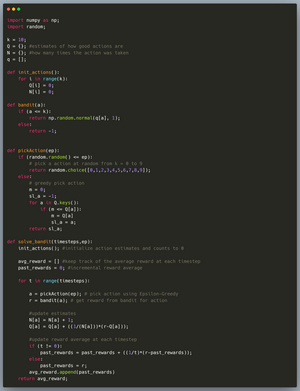 import numpy as np;
import random;
k = 10;
Q = {}; #estimates of how good actions are
N = {}; #how many times the action was taken
q = [];
def init_actions():
for i in range(k):
Q[i] = 0;
N[i] = 0;
def bandit(a):
if (a <= k):
return np.random.normal(q[a], 1);
else:
return -1;
def pickAction(ep):
if (random.random() <= ep):
# pick a action at random from k = 0 to 9
return random.choice([0,1,2,3,4,5,6,7,8,9]);
else:
# greedy pick action
m = 0;
sl_a = -1;
for a in Q.keys():
if (m <= Q[a]):
m = Q[a]
sl_a = a;
return sl_a;
def solve_bandit(timesteps,ep):
init_actions(); #initialize action estimates and counts to 0
avg_reward = [] #keep track of the average reward at each timestep
past_rewards = 0; #incremental reward average
for t in range(timesteps):
a = pickAction(ep); # pick action using Epsilon-Greedy
r = bandit(a); # get reward from bandit for action
#update estimates
N[a] = N[a] + 1;
Q[a] = Q[a] + ((1/(N[a]))*(r-Q[a]));
#update reward average at each timestep
if (t != 0):
past_rewards = past_rewards + ((1/t)*(r-past_rewards));
else:
past_rewards = r;
avg_reward.append(past_rewards)
return avg_reward;